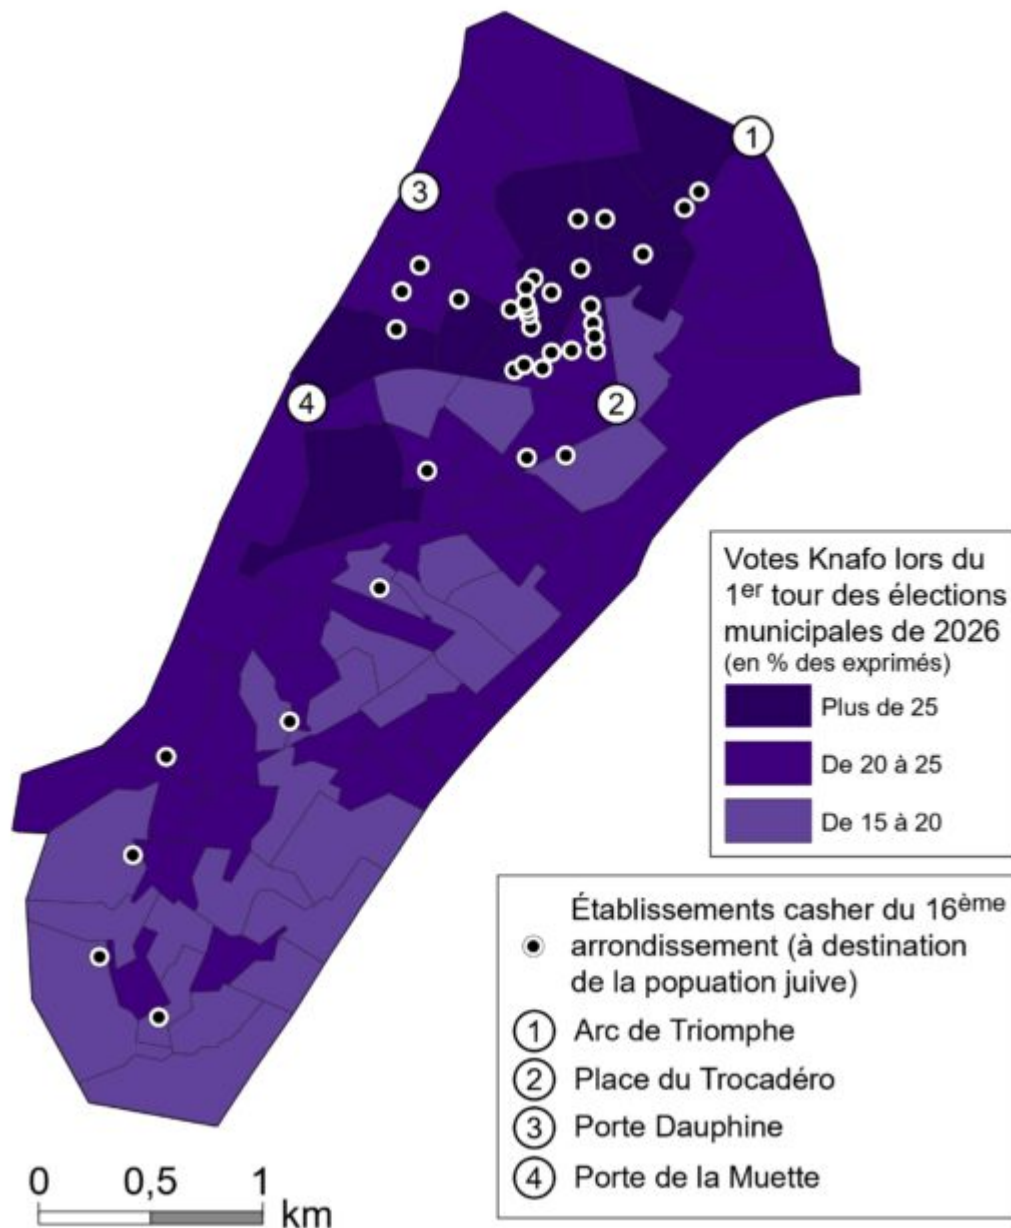 1
3
4
2
Votes Knafo lors du
1er tour des élections
municipales de 2026
(en % des exprimés)
Plus de 25
De 20 à 25
De 15 à 20
Établissements casher du 16ème
arrondissement (à destination
de la popuation juive)
1 Arc de Triomphe
2 Place du Trocadéro
3 Porte Dauphine
4 Porte de la Muette
0 0,5 1
km